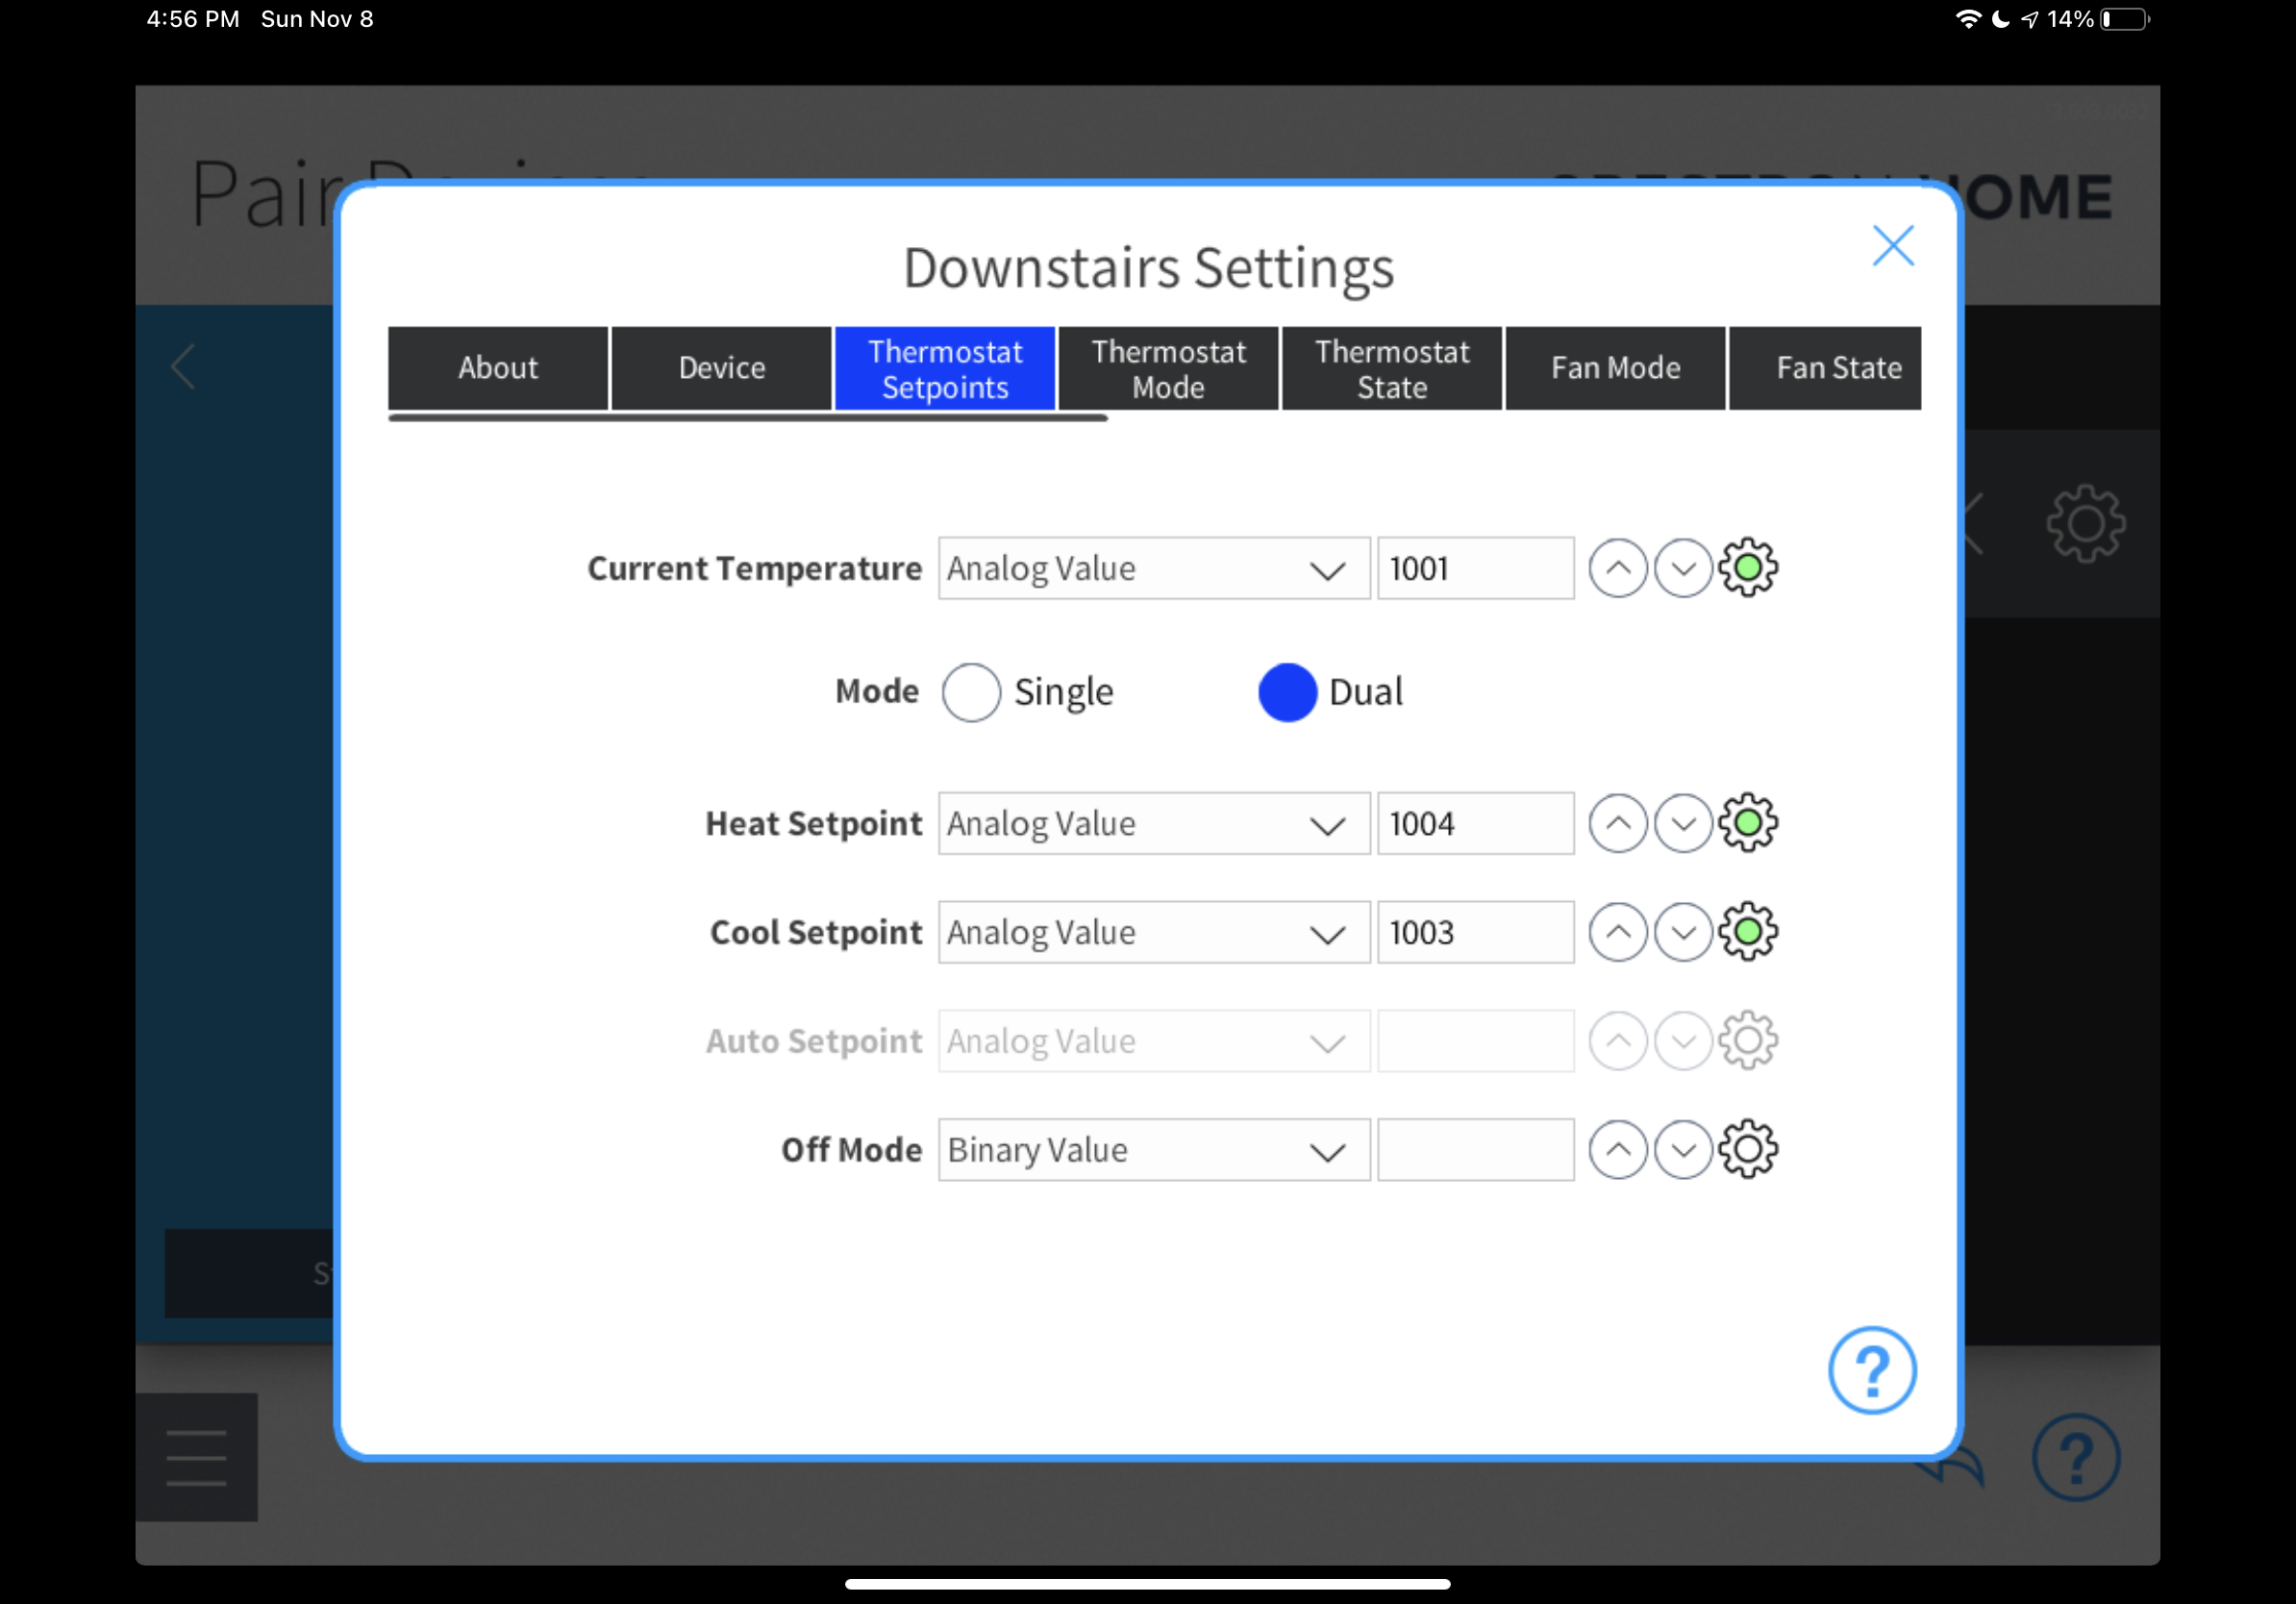 4:56 PM Sun Nov 8
14%
Pair
HOME
Downstairs Settings
About
Device
Thermostat
Setpoints
Thermostat
Mode
Thermostat
State
Fan Mode
Fan State
Current Temperature Analog Value 1001
Mode Single Dual
Heat Setpoint Analog Value 1004
Cool Setpoint Analog Value 1003
Auto Setpoint Analog Value
Off Mode Binary Value
?
?